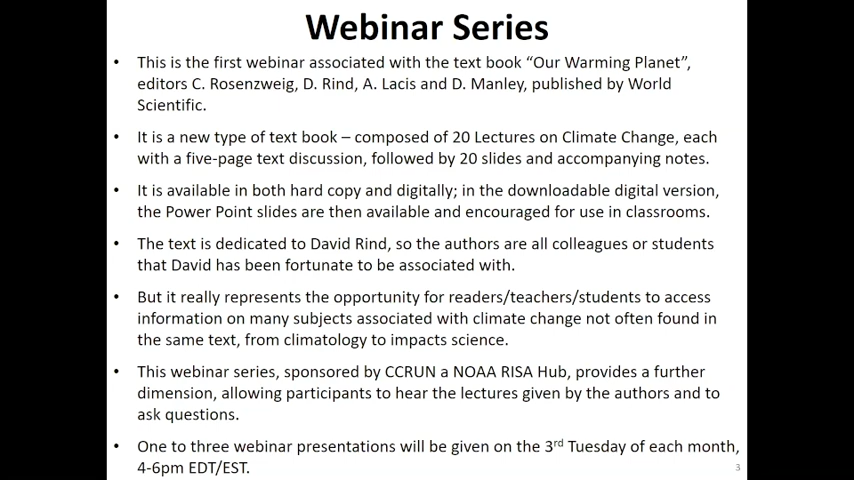 Webinar Series
• This is the first webinar associated with the text book “Our Warming Planet”,
editors C. Rosenzweig, D. Rind, A. Lacis and D. Manley, published by World
Scientific.
• It is a new type of text book – composed of 20 Lectures on Climate Change, each
with a five-page text discussion, followed by 20 slides and accompanying notes.
• It is available in both hard copy and digitally; in the downloadable digital version,
the Power Point slides are then available and encouraged for use in classrooms.
• The text is dedicated to David Rind, so the authors are all colleagues or students
that David has been fortunate to be associated with.
• But it really represents the opportunity for readers/teachers/students to access
information on many subjects associated with climate change not often found in
the same text, from climatology to impacts science.
• This webinar series, sponsored by CCRUN a NOAA RISA Hub, provides a further
dimension, allowing participants to hear the lectures given by the authors and to
ask questions.
• One to three webinar presentations will be given on the 3rd Tuesday of each month,
4-6pm EDT/EST.
3